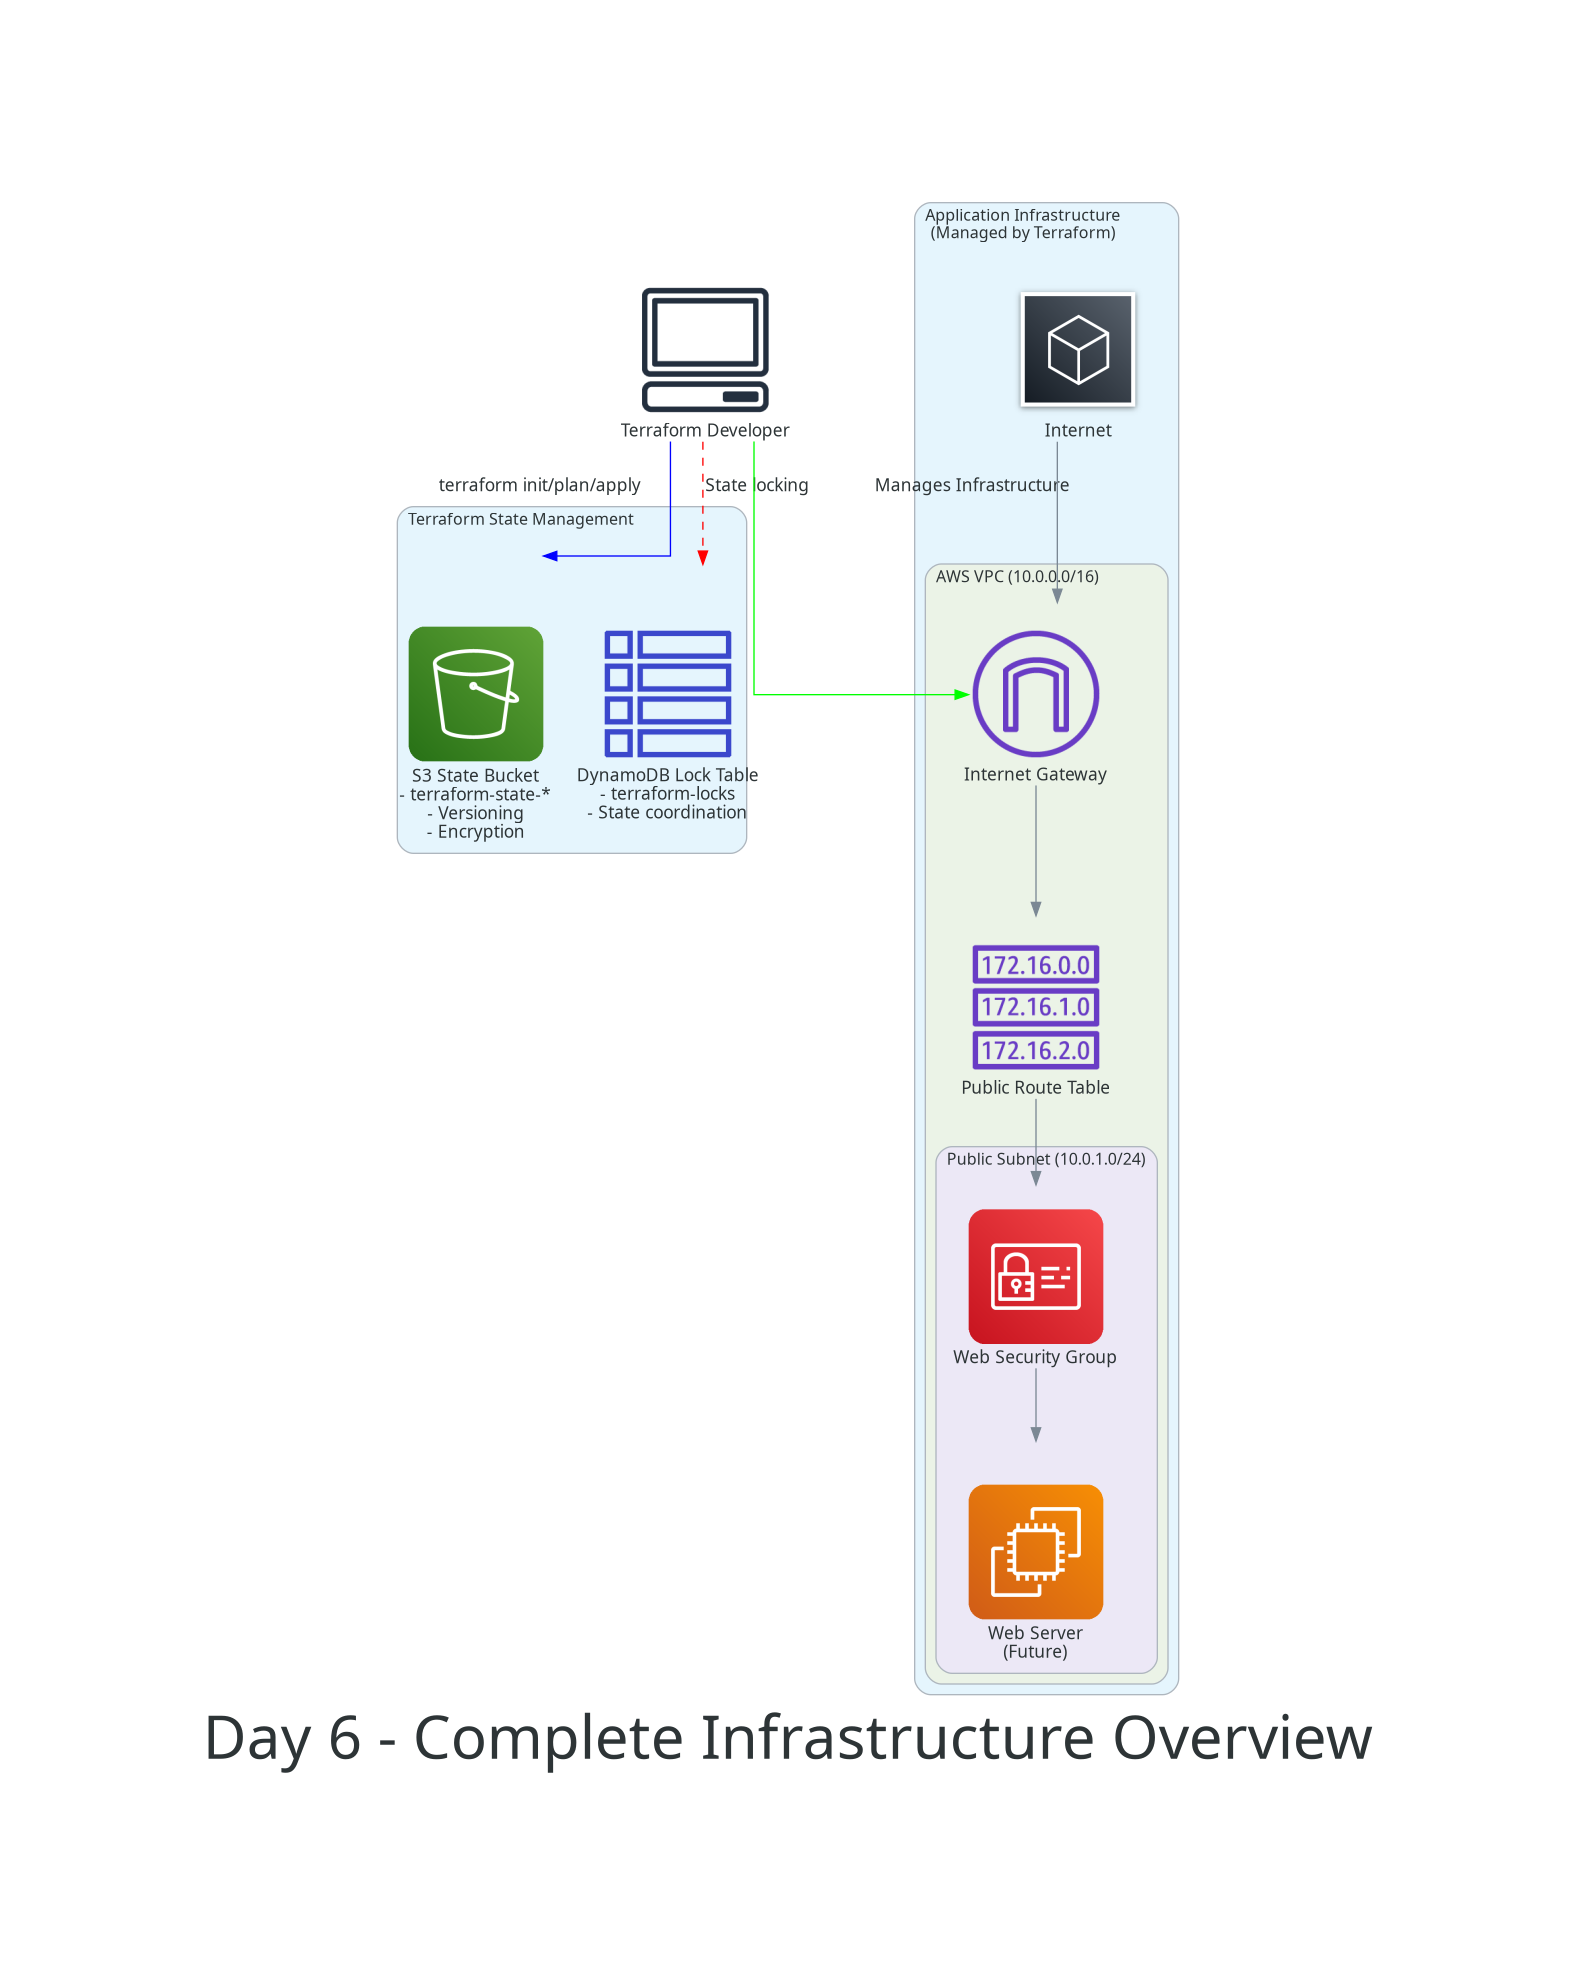 Application Infrastructure
(Managed by Terraform)
Terraform Developer
Internet
terraform init/plan/apply
State locking
Manages Infrastructure
Terraform State Management
AWS VPC (10.0.0.0/16)
S3 State Bucket
- terraform-state-*
- Versioning
- Encryption
DynamoDB Lock Table
- terraform-locks
- State coordination
Internet Gateway
172.16.0.0
172.16.1.0
172.16.2.0
Public Route Table
Public Subnet (10.0.1.0/24)
Web Security Group
Web Server
(Future)
Day 6 - Complete Infrastructure Overview